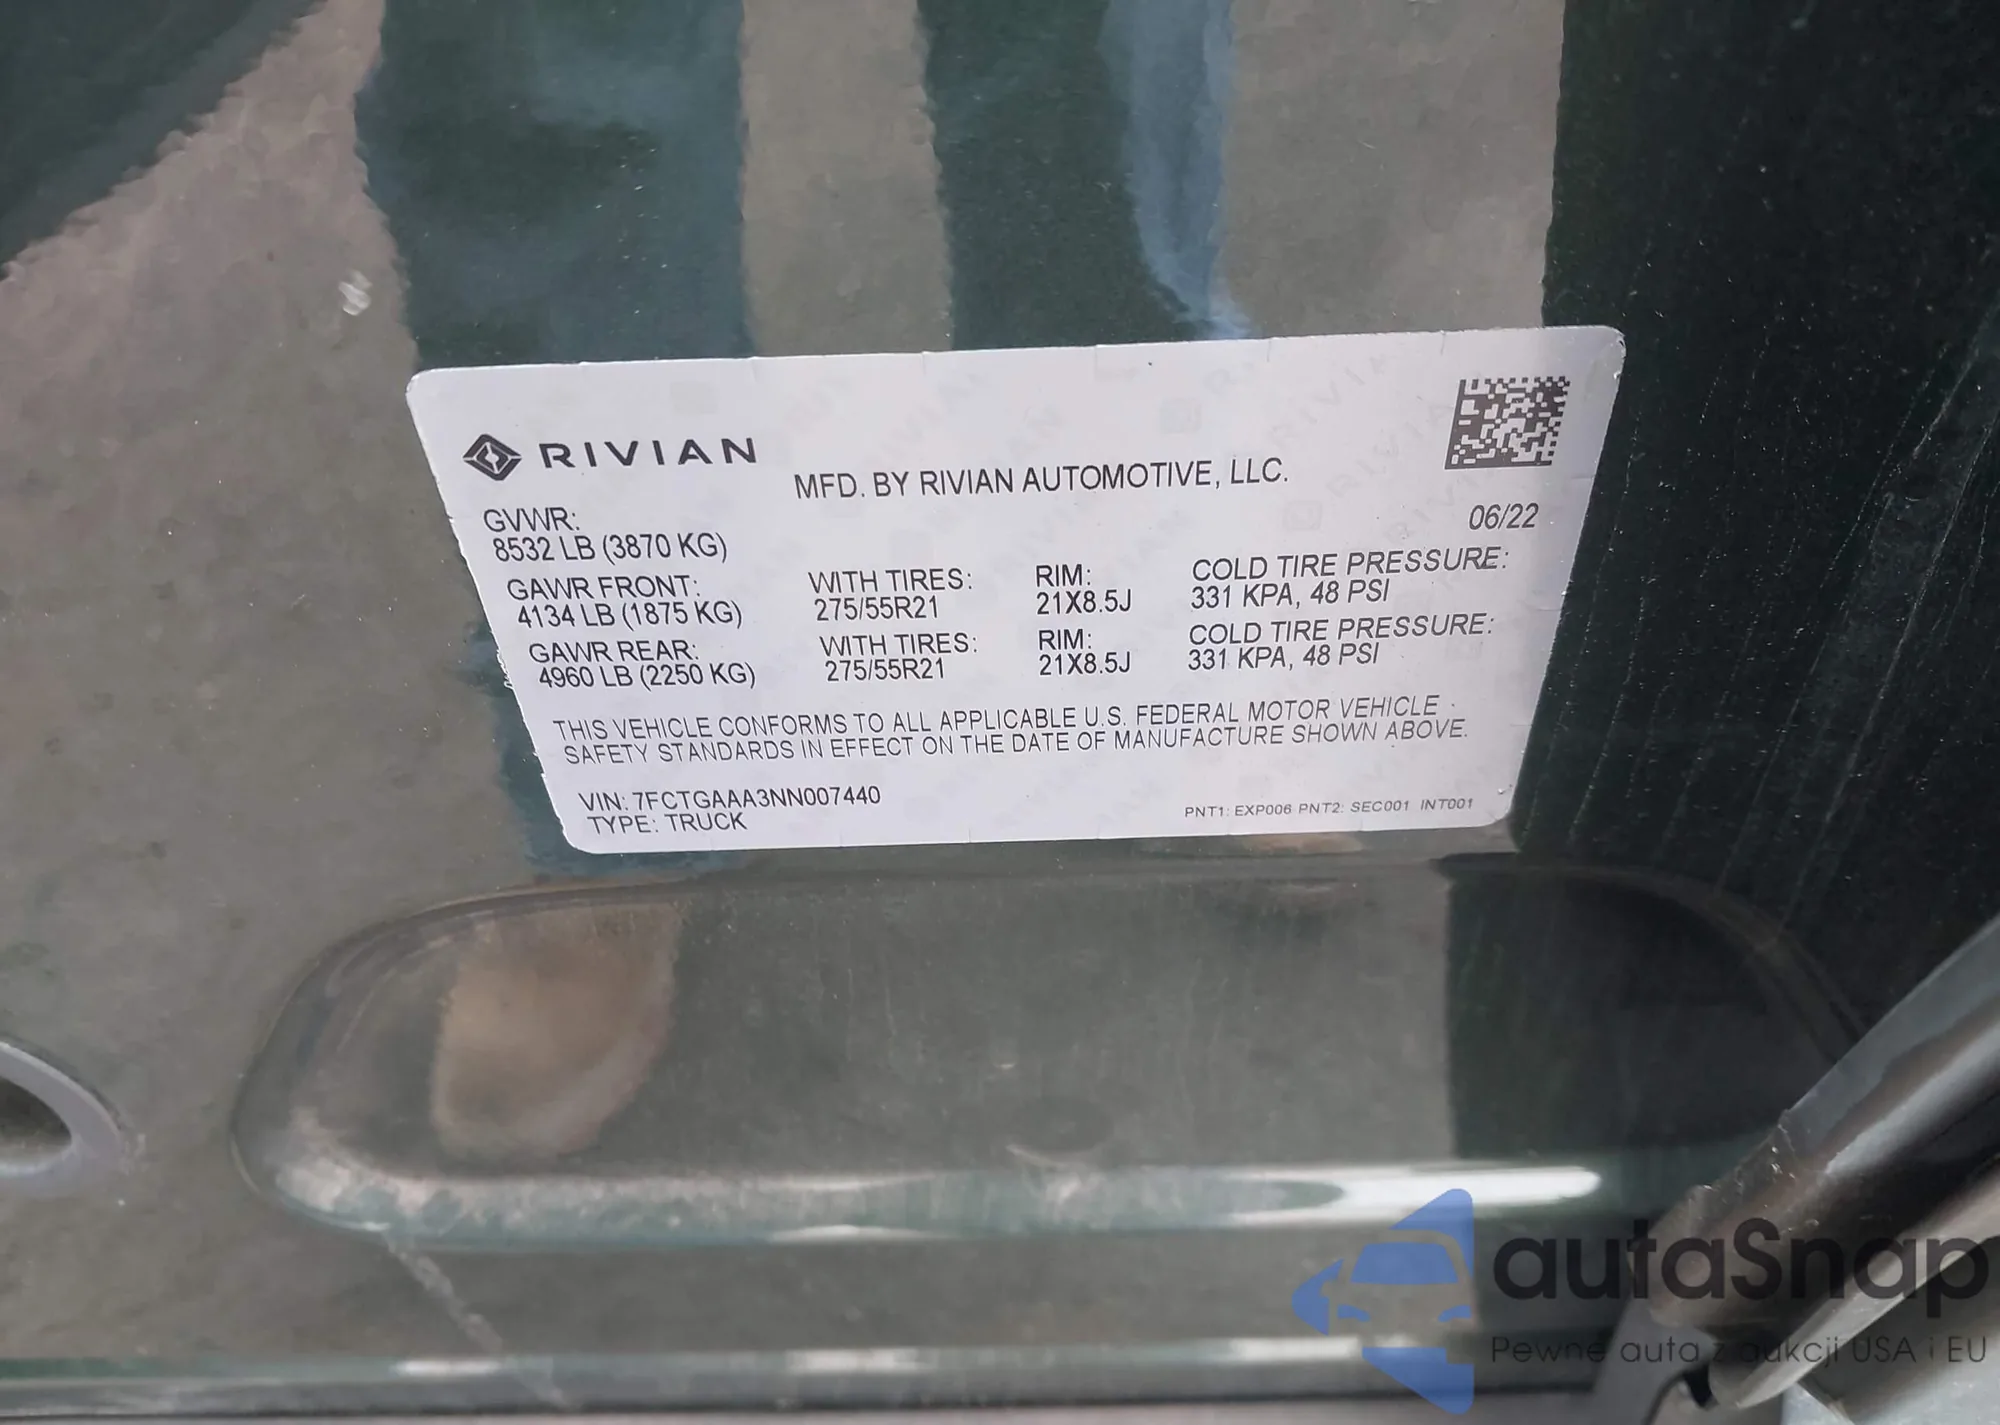 RIVIAN
MFD. BY RIVIAN AUTOMOTIVE, LLC.
06/22
GVWR:
8532 LB (3870 KG)
GAWR FRONT: WITH TIRES: RIM: COLD TIRE PRESSURE:
4134 LB (1875 KG) 275/55R21 21X8.5J 331 KPA, 48 PSI
GAWR REAR: WITH TIRES: RIM: COLD TIRE PRESSURE:
4960 LB (2250 KG) 275/55R21 21X8.5J 331 KPA, 48 PSI
THIS VEHICLE CONFORMS TO ALL APPLICABLE U.S. FEDERAL MOTOR VEHICLE
SAFETY STANDARDS IN EFFECT ON THE DATE OF MANUFACTURE SHOWN ABOVE.
VIN: 7FCTGAAA3NN007440
TYPE: TRUCK
PNT1: EXP006 PNT2: SEC001 INT001
autaSnap
Pewne auta z aukcji USA i EU